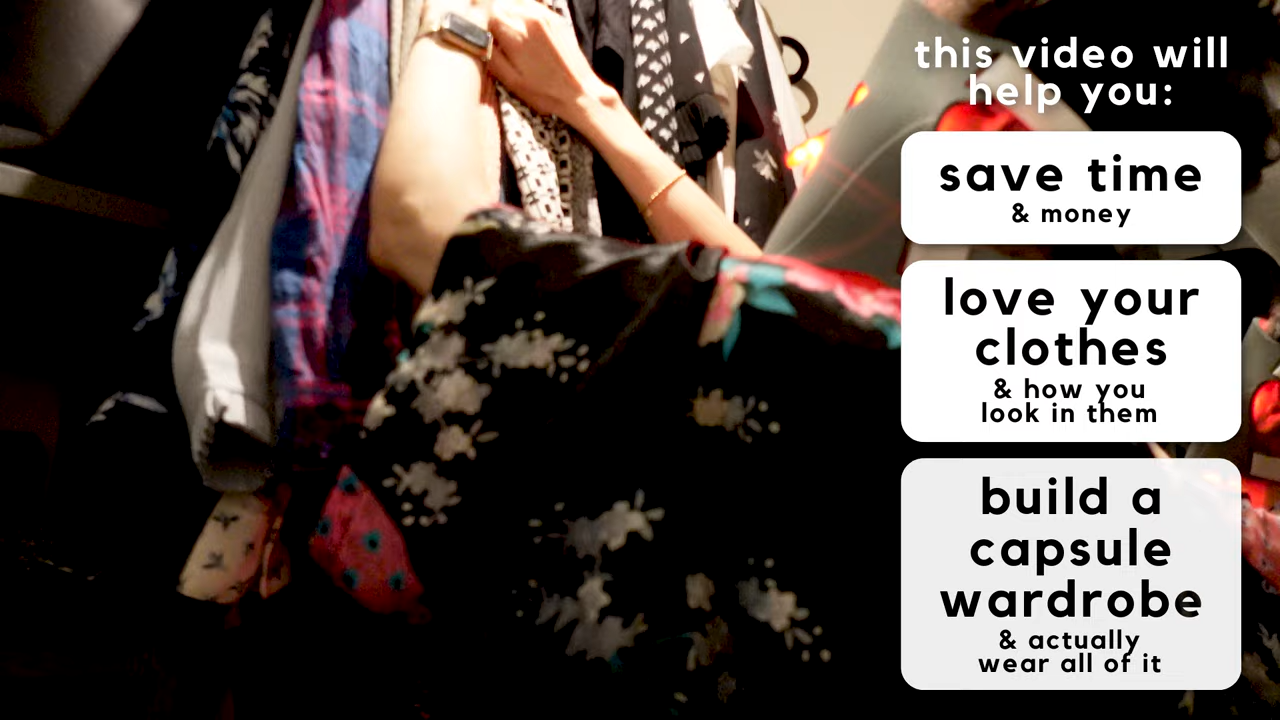 this video will
help you:
save time
& money
love your
clothes
& how you
look in them
build a
capsule
wardrobe
& actually
wear all of it